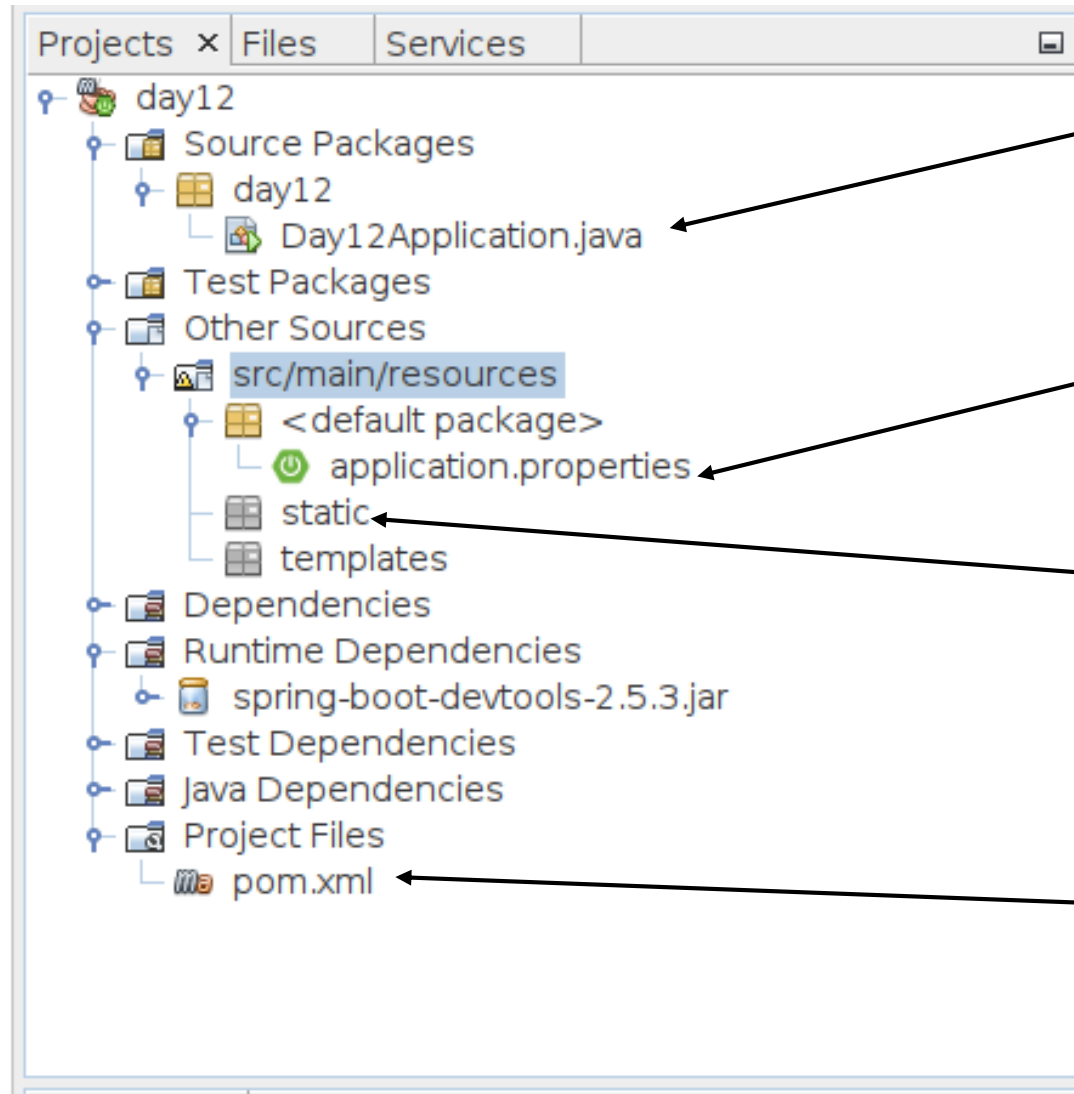 Projects Files Services
day12
Source Packages
day12
Day12Application.java
Test Packages
Other Sources
src/main/resources
<default package>
application.properties
static
templates
Dependencies
Runtime Dependencies
spring-boot-devtools-2.5.3.jar
Test Dependencies
Java Dependencies
Project Files
pom.xml